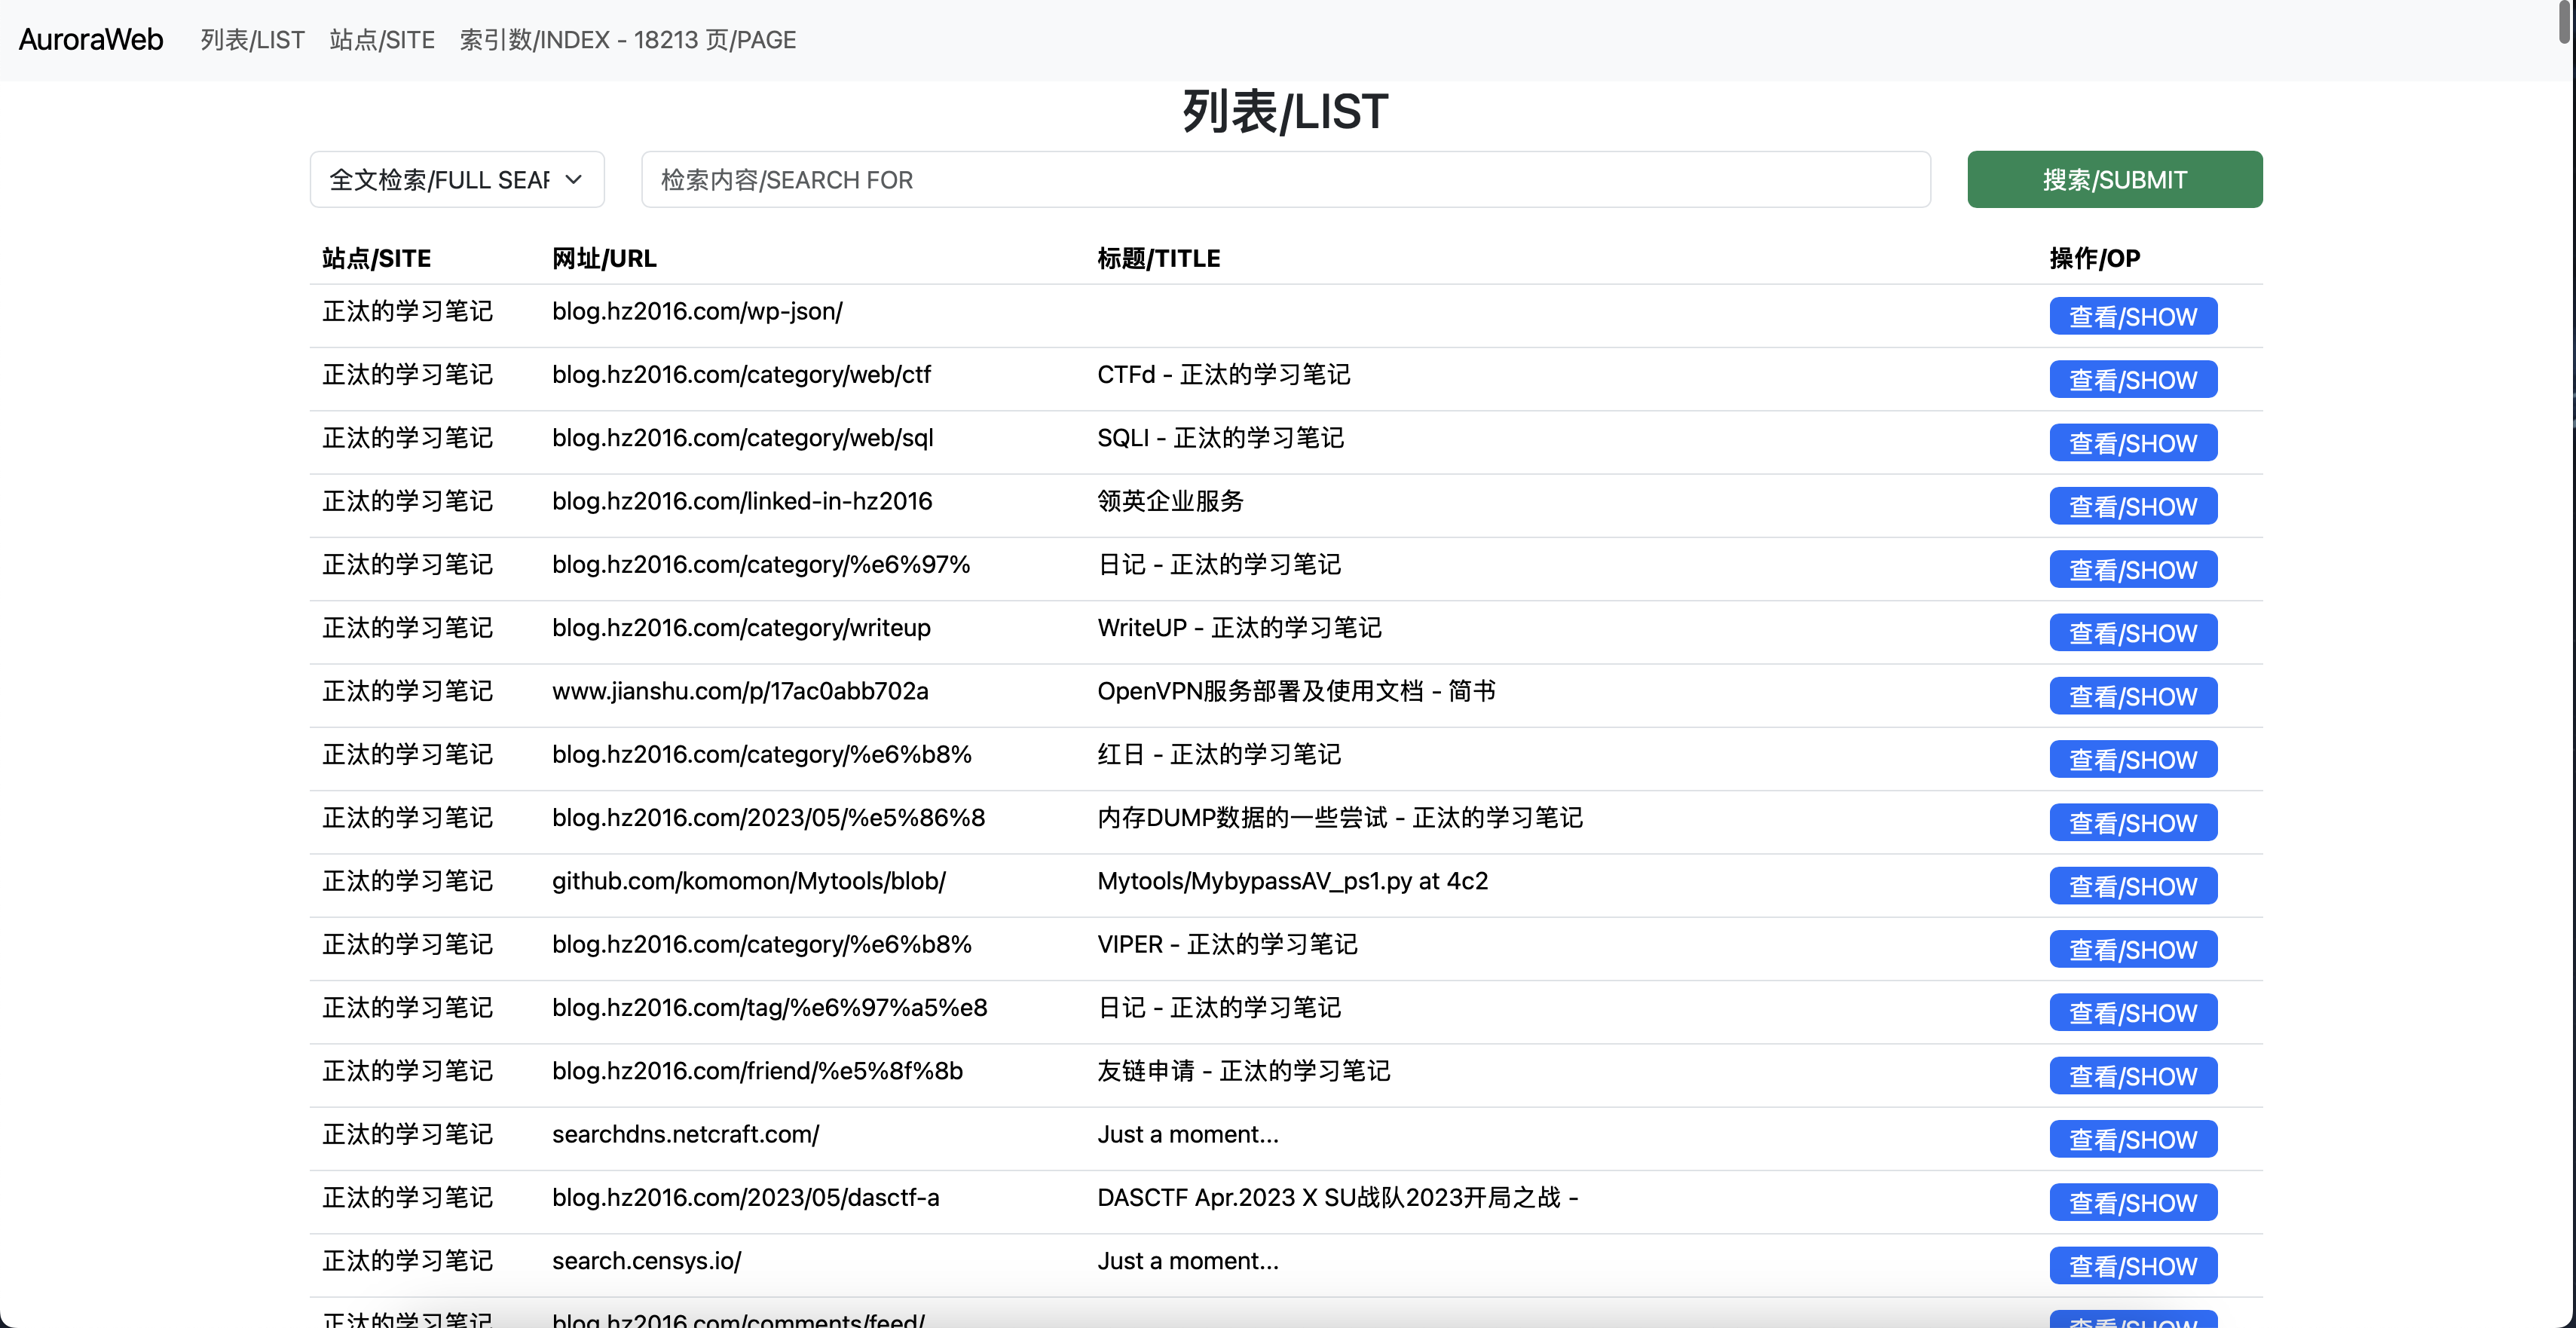 AuroraWeb 列表/LIST 站点/SITE 索引数/INDEX - 18213 页/PAGE
列表/LIST
全文检索/FULL SEAR 检索内容/SEARCH FOR 搜索/SUBMIT
站点/SITE 网址/URL 标题/TITLE 操作/OP
正汰的学习笔记 blog.hz2016.com/wp-json/ 查看/SHOW
正汰的学习笔记 blog.hz2016.com/category/web/ctf CTFd - 正汰的学习笔记 查看/SHOW
正汰的学习笔记 blog.hz2016.com/category/web/sql SQLI - 正汰的学习笔记 查看/SHOW
正汰的学习笔记 blog.hz2016.com/linked-in-hz2016 领英企业服务 查看/SHOW
正汰的学习笔记 blog.hz2016.com/category/%e6%97% 日记 - 正汰的学习笔记 查看/SHOW
正汰的学习笔记 blog.hz2016.com/category/writeup WriteUP - 正汰的学习笔记 查看/SHOW
正汰的学习笔记 www.jianshu.com/p/17ac0abb702a OpenVPN服务部署及使用文档 - 简书 查看/SHOW
正汰的学习笔记 blog.hz2016.com/category/%e6%b8% 红日 - 正汰的学习笔记 查看/SHOW
正汰的学习笔记 blog.hz2016.com/2023/05/%e5%86%8 内存DUMP数据的一些尝试 - 正汰的学习笔记 查看/SHOW
正汰的学习笔记 github.com/komomon/Mytools/blob/ Mytools/MybypassAV_ps1.py at 4c2 查看/SHOW
正汰的学习笔记 blog.hz2016.com/category/%e6%b8% VIPER - 正汰的学习笔记 查看/SHOW
正汰的学习笔记 blog.hz2016.com/tag/%e6%97%a5%e8 日记 - 正汰的学习笔记 查看/SHOW
正汰的学习笔记 blog.hz2016.com/friend/%e5%8f%8b 友链申请 - 正汰的学习笔记 查看/SHOW
正汰的学习笔记 searchdns.netcraft.com/ Just a moment... 查看/SHOW
正汰的学习笔记 blog.hz2016.com/2023/05/dasctf-a DASCTF Apr.2023 X SU战队2023开局之战 - 查看/SHOW
正汰的学习笔记 search.censys.io/ Just a moment... 查看/SHOW
正汰的学习笔记 blog.hz2016.com/comments/feed/ 查看/SHOW